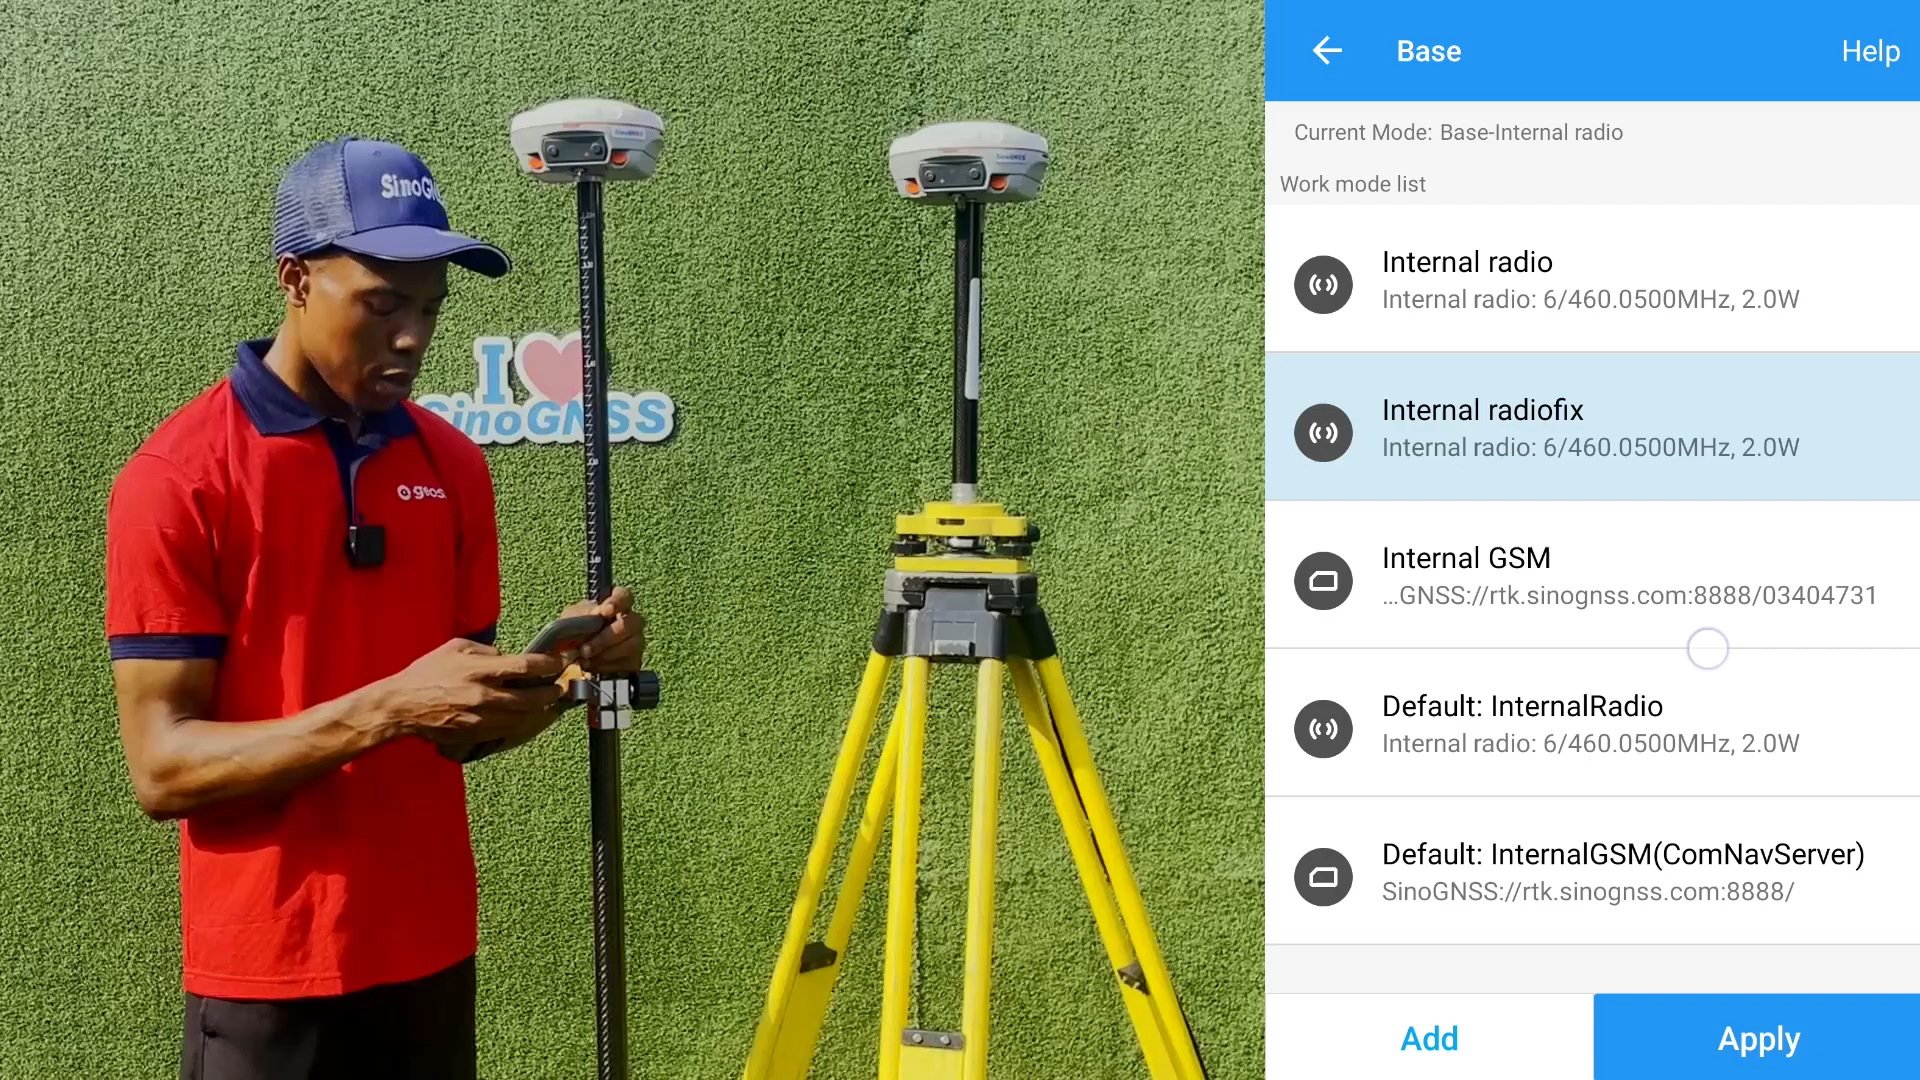 SinoG
I
SinoGNSS
SinoGNSS
Base
Help
Current Mode: Base-Internal radio
Work mode list
Internal radio
Internal radio: 6/460.0500MHz, 2.0W
Internal radiofix
Internal radio: 6/460.0500MHz, 2.0W
Internal GSM
...GNSS://rtk.sinognss.com:8888/03404731
Default: InternalRadio
Internal radio: 6/460.0500MHz, 2.0W
Default: InternalGSM(ComNavServer)
SinoGNSS://rtk.sinognss.com:8888/
Add
Apply